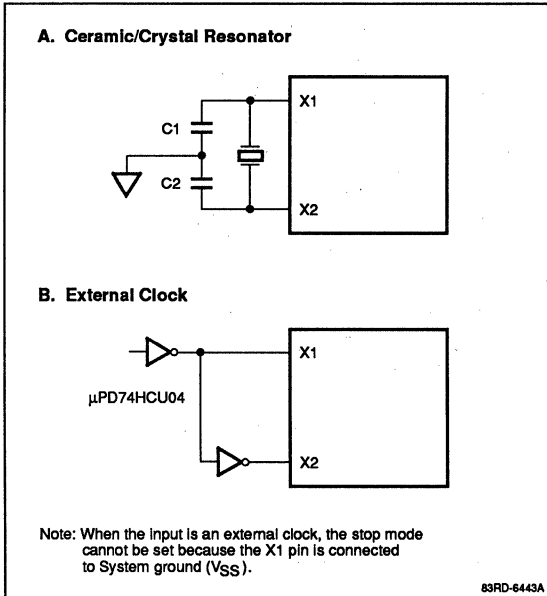 A. Ceramic/Crystal Resonator
X1
C1
C2
X2
B. External Clock
X1
μPD74HCU04
X2
Note: When the input is an external clock, the stop mode
cannot be set because the X1 pin is connected
to System ground (VSS).
83RD-6443A